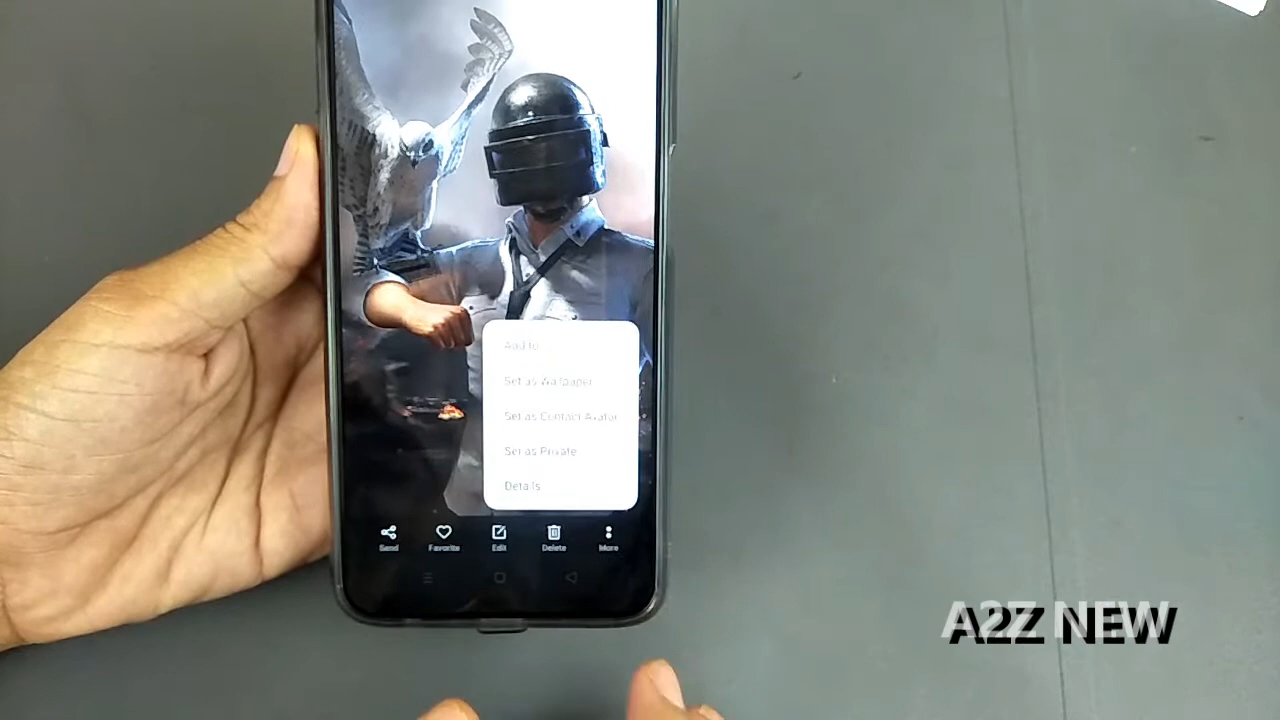 Add to
Set as Wallpaper
Set as Contact Avatar
Set as Private
Details
Send Favorite Edit Delete More
A2Z NEW